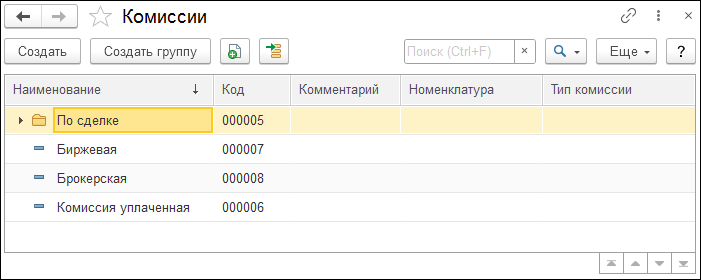 Комиссии
Создать Создать группу Поиск (Ctrl+F) × Еще ?
Наименование ↓ Код Комментарий Номенклатура Тип комиссии
По сделке 000005
Биржевая 000007
Брокерская 000008
Комиссия уплаченная 000006